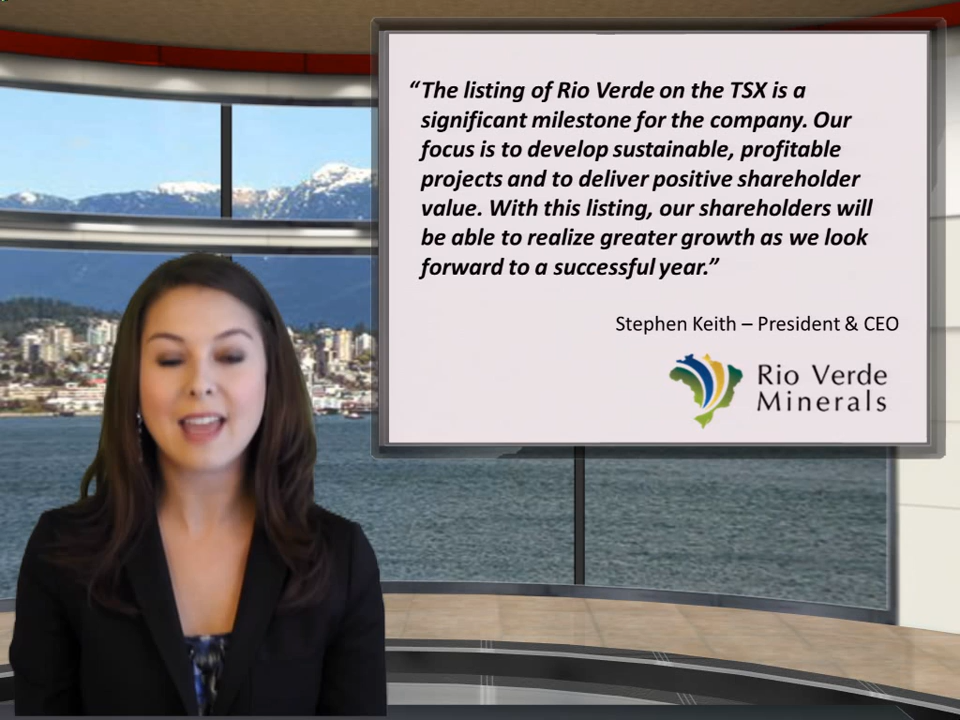 “The listing of Rio Verde on the TSX is a
significant milestone for the company. Our
focus is to develop sustainable, profitable
projects and to deliver positive shareholder
value. With this listing, our shareholders will
be able to realize greater growth as we look
forward to a successful year.”
Stephen Keith – President & CEO
Rio Verde
Minerals